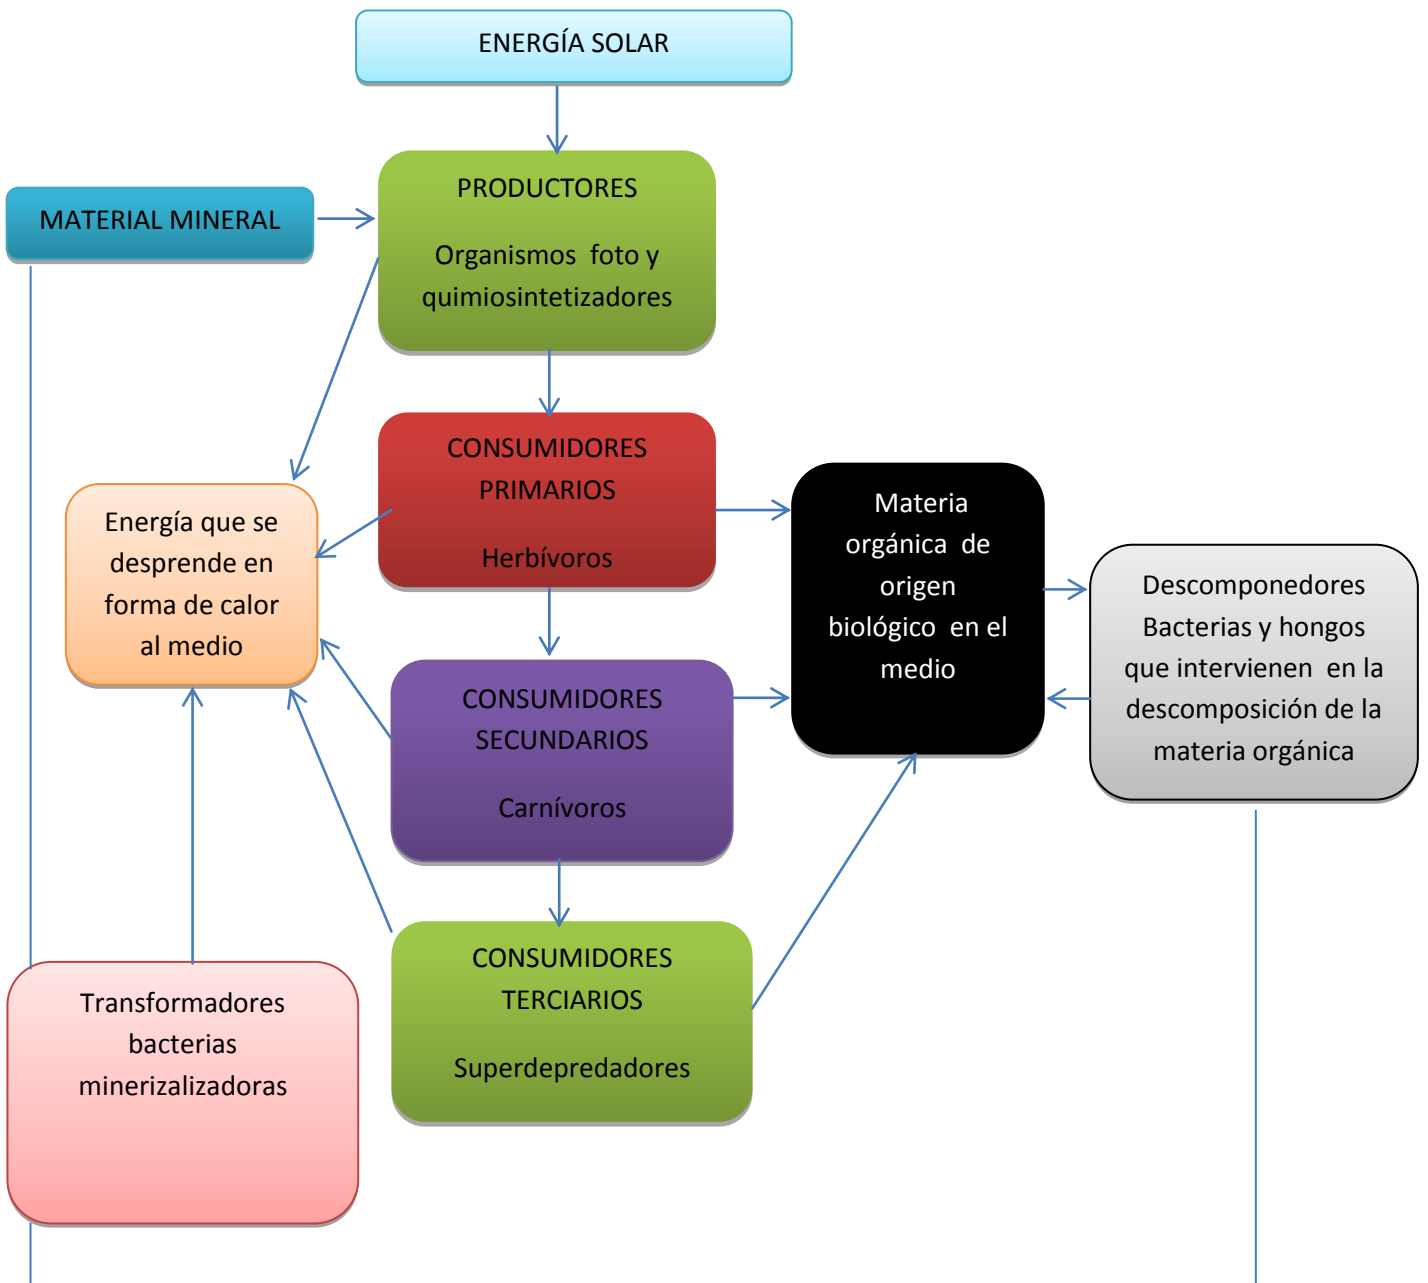 ENERGÍA SOLAR
PRODUCTORES
Organismos foto y
quimiosintetizadores
MATERIAL MINERAL
CONSUMIDORES
PRIMARIOS
Herbívoros
Energía que se
desprende en
forma de calor
al medio
Materia
orgánica de
origen
biológico en el
medio
Descomponedores
Bacterias y hongos
que intervienen en la
descomposición de la
materia orgánica
CONSUMIDORES
SECUNDARIOS
Carnívoros
CONSUMIDORES
TERCIARIOS
Superdepredadores
Transformadores
bacterias
minerizalizadoras